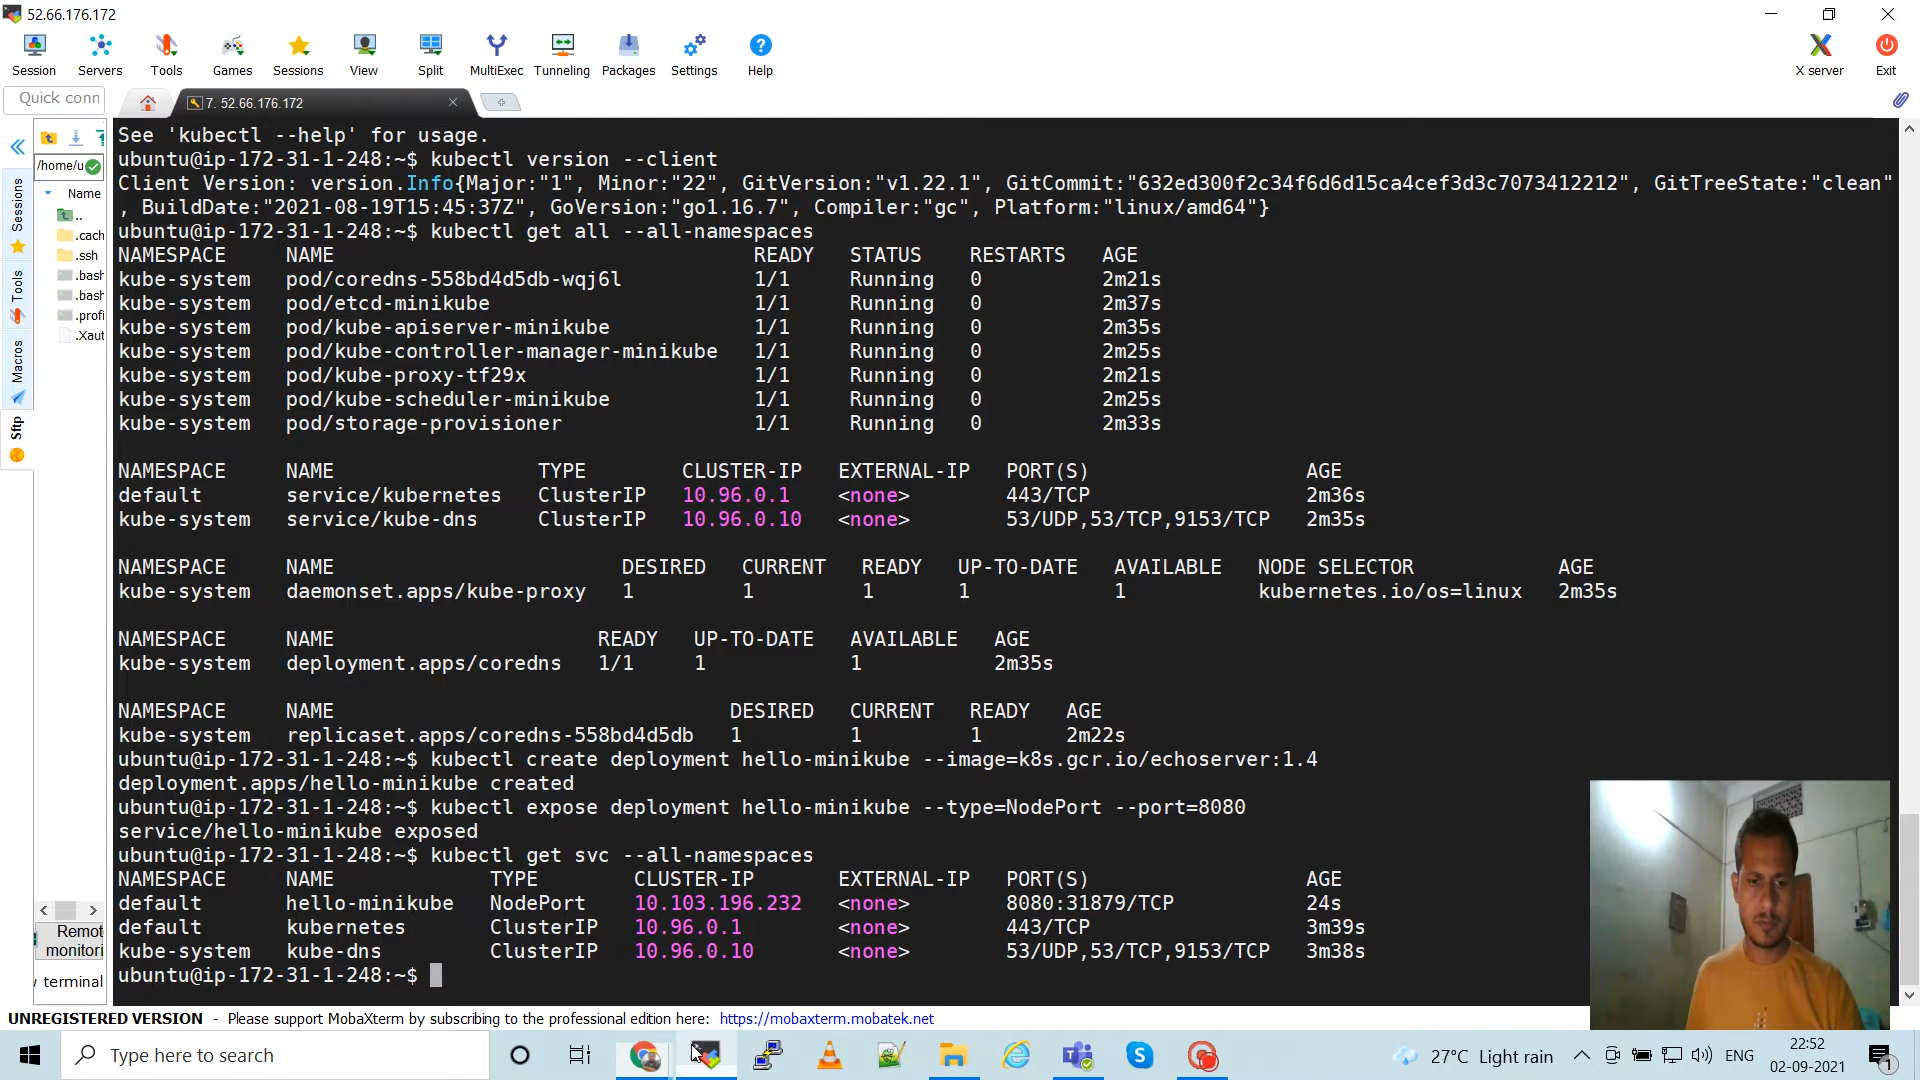 52.66.176.172
Session Servers Tools Games Sessions View Split MultiExec Tunneling Packages Settings Help X server Exit
Quick conn
7. 52.66.176.172
/home/u
Name
..
.cach
.ssh
.bash
.bash
.profi
.Xaut
Sessions
Tools
Macros
Sftp
Remot
monitori
terminal
See 'kubectl --help' for usage.
ubuntu@ip-172-31-1-248:~$ kubectl version --client
Client Version: version.Info{Major:"1", Minor:"22", GitVersion:"v1.22.1", GitCommit:"632ed300f2c34f6d6d15ca4cef3d3c7073412212", GitTreeState:"clean"
, BuildDate:"2021-08-19T15:45:37Z", GoVersion:"go1.16.7", Compiler:"gc", Platform:"linux/amd64"}
ubuntu@ip-172-31-1-248:~$ kubectl get all --all-namespaces
NAMESPACE NAME READY STATUS RESTARTS AGE
kube-system pod/coredns-558bd4d5db-wqj6l 1/1 Running 0 2m21s
kube-system pod/etcd-minikube 1/1 Running 0 2m37s
kube-system pod/kube-apiserver-minikube 1/1 Running 0 2m35s
kube-system pod/kube-controller-manager-minikube 1/1 Running 0 2m25s
kube-system pod/kube-proxy-tf29x 1/1 Running 0 2m21s
kube-system pod/kube-scheduler-minikube 1/1 Running 0 2m25s
kube-system pod/storage-provisioner 1/1 Running 0 2m33s
NAMESPACE NAME TYPE CLUSTER-IP EXTERNAL-IP PORT(S) AGE
default service/kubernetes ClusterIP 10.96.0.1 <none> 443/TCP 2m36s
kube-system service/kube-dns ClusterIP 10.96.0.10 <none> 53/UDP,53/TCP,9153/TCP 2m35s
NAMESPACE NAME DESIRED CURRENT READY UP-TO-DATE AVAILABLE NODE SELECTOR AGE
kube-system daemonset.apps/kube-proxy 1 1 1 1 1 kubernetes.io/os=linux 2m35s
NAMESPACE NAME READY UP-TO-DATE AVAILABLE AGE
kube-system deployment.apps/coredns 1/1 1 1 2m35s
NAMESPACE NAME DESIRED CURRENT READY AGE
kube-system replicaset.apps/coredns-558bd4d5db 1 1 1 2m22s
ubuntu@ip-172-31-1-248:~$ kubectl create deployment hello-minikube --image=k8s.gcr.io/echoserver:1.4
deployment.apps/hello-minikube created
ubuntu@ip-172-31-1-248:~$ kubectl expose deployment hello-minikube --type=NodePort --port=8080
service/hello-minikube exposed
ubuntu@ip-172-31-1-248:~$ kubectl get svc --all-namespaces
NAMESPACE NAME TYPE CLUSTER-IP EXTERNAL-IP PORT(S) AGE
default hello-minikube NodePort 10.103.196.232 <none> 8080:31879/TCP 24s
default kubernetes ClusterIP 10.96.0.1 <none> 443/TCP 3m39s
kube-system kube-dns ClusterIP 10.96.0.10 <none> 53/UDP,53/TCP,9153/TCP 3m38s
ubuntu@ip-172-31-1-248:~$
UNREGISTERED VERSION - Please support MobaXterm by subscribing to the professional edition here: https://mobaxterm.mobatek.net
Type here to search
27°C Light rain
ENG
22:52
02-09-2021
1